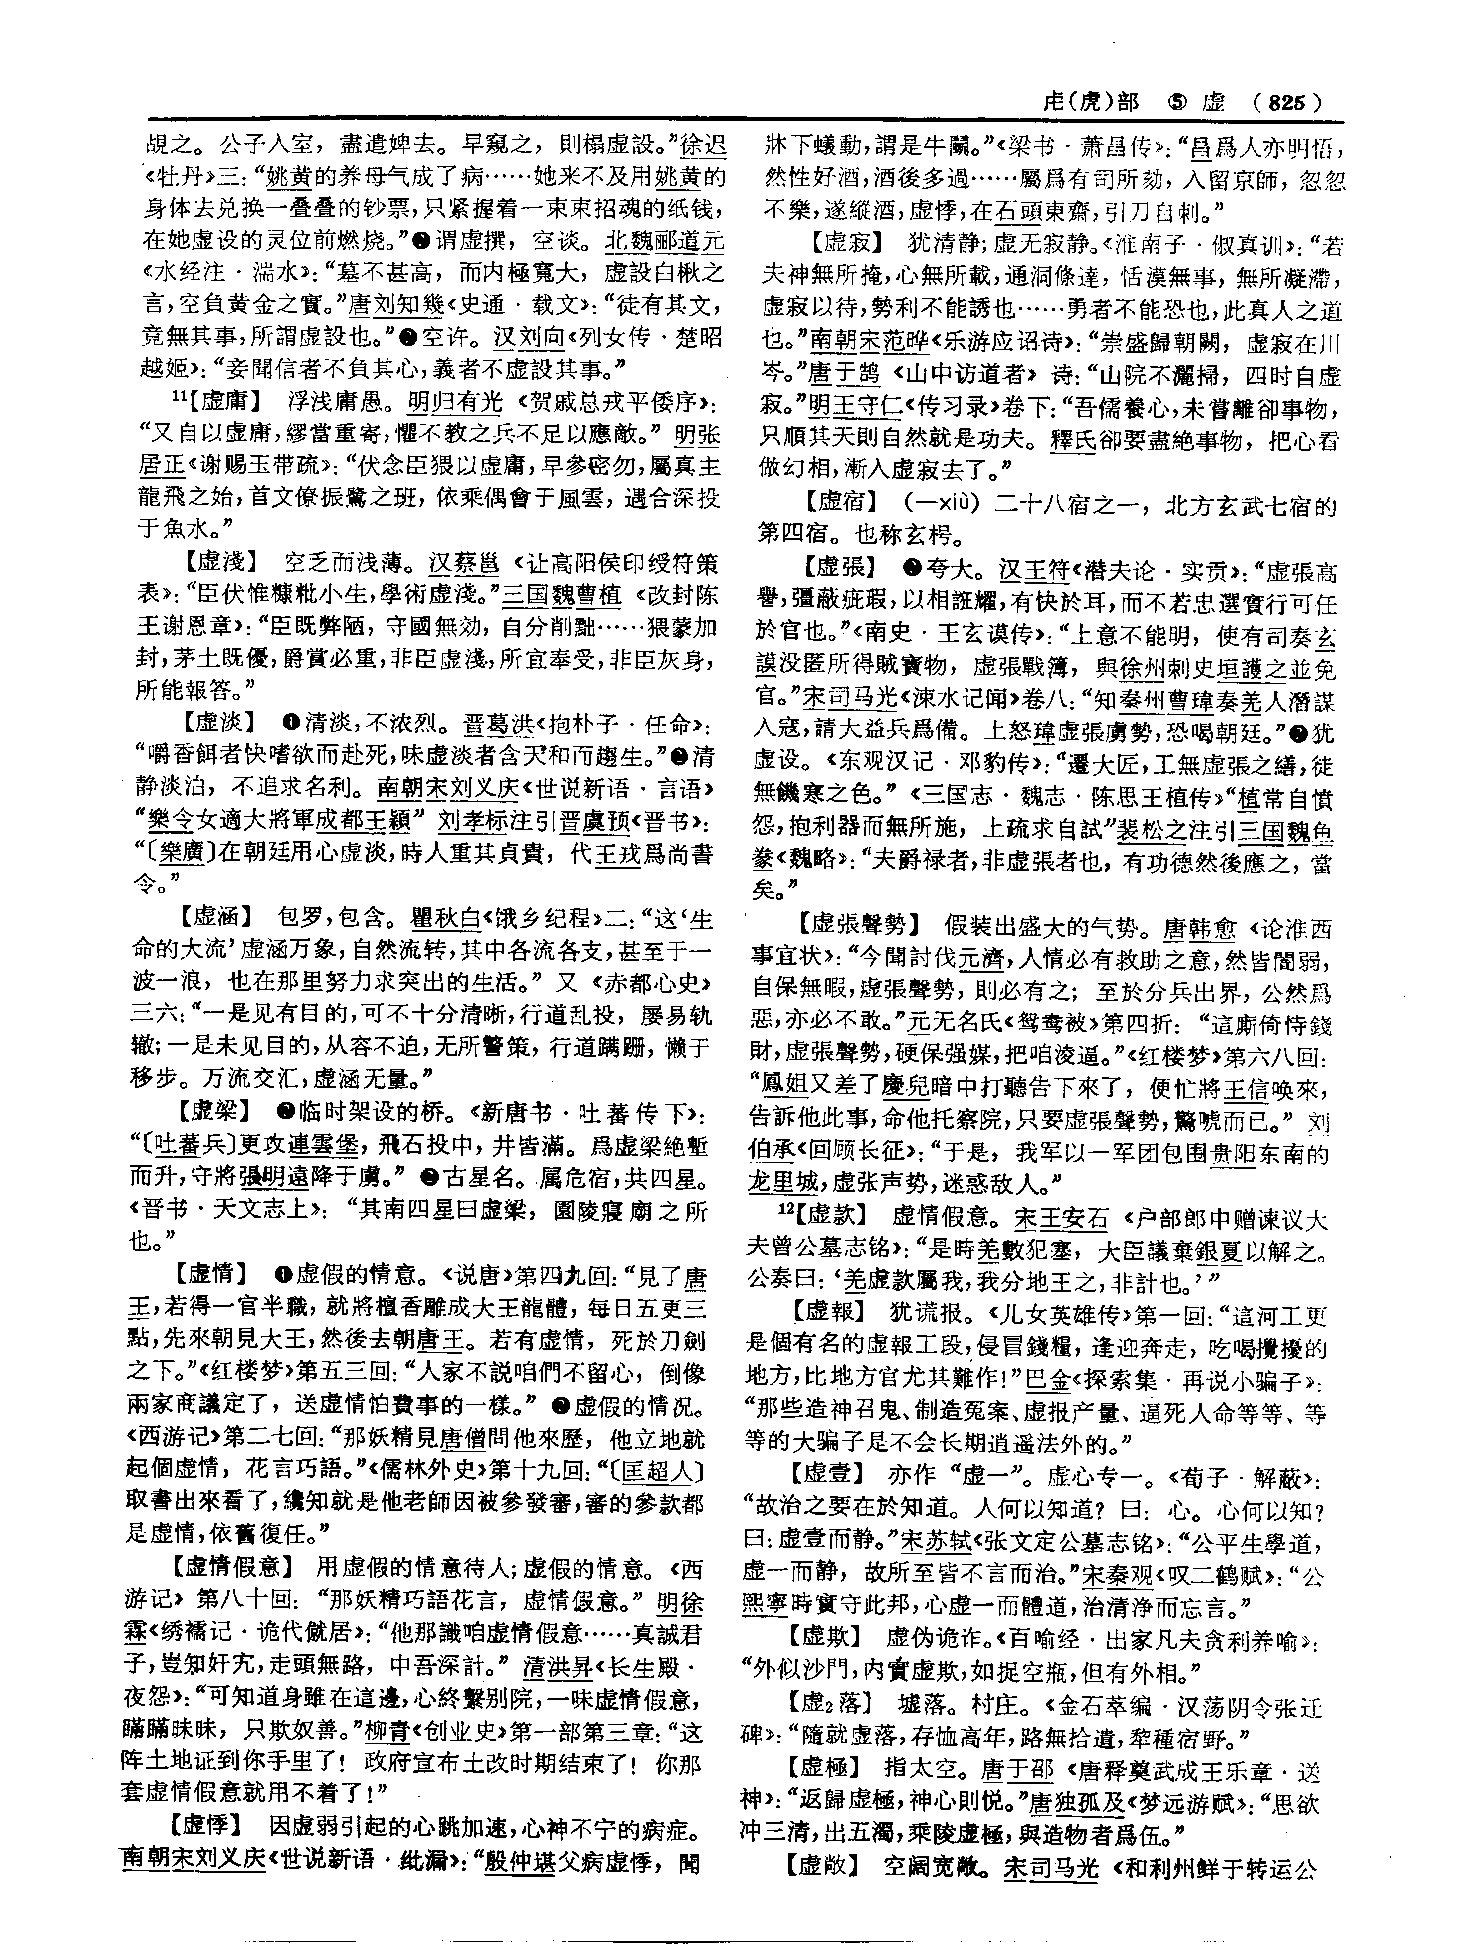 虍(虎)部 ⑤ 虚 (825)
覘之。公子入室，盡遣婢去。早窺之，則榻虚設。”徐迟
《牡丹》三：“姚黄的养母气成了病……她来不及用姚黄的
身体去兑换一叠叠的钞票，只紧握着一束束招魂的纸钱，
在她虚设的灵位前燃烧。”❷谓虚撰，空谈。北魏郦道元
《水经注·湍水》：“墓不甚高，而内極寬大，虚設白楸之
言，空負黄金之實。”唐刘知幾《史通·载文》：“徒有其文，
竟無其事，所謂虚設也。”❸空许。汉刘向《列女传·楚昭
越姬》：“妾聞信者不負其心，義者不虚設其事。”
11【虚庸】 浮浅庸愚。明归有光《贺戚总戎平倭序》：
“又自以虚庸，繆當重寄，懼不教之兵不足以應敵。”明张
居正《谢赐玉带疏》：“伏念臣猥以虚庸，早參密勿，屬真主
龍飛之始，首文僚振鷺之班，依乘偶會于風雲，遇合深投
于魚水。”
【虚淺】 空乏而浅薄。汉蔡邕《让高阳侯印绶符策
表》：“臣伏惟糠粃小生，學術虚淺。”三国魏曹植《改封陈
王谢恩章》：“臣既弊陋，守國無効，自分削黜……猥蒙加
封，茅土既優，爵賞必重，非臣虚淺，所宜奉受，非臣灰身，
所能報答。”
【虚淡】 ❶清淡，不浓烈。晋葛洪《抱朴子·任命》：
“嚼香餌者快嗜欲而赴死，味虚淡者含天和而趨生。”❷清
静淡泊，不追求名利。南朝宋刘义庆《世说新语·言语》
“樂令女適大將軍成都王穎”刘孝标注引晋虞预《晋书》：
“〔樂廣〕在朝廷用心虚淡，時人重其貞貴，代王戎爲尚書
令。”
【虚涵】 包罗，包含。瞿秋白《饿乡纪程》二：“这‘生
命的大流’虚涵万象，自然流转，其中各流各支，甚至于一
波一浪，也在那里努力求突出的生活。”又《赤都心史》
三六：“一是见有目的，可不十分清晰，行道乱投，屡易轨
辙；一是未见目的，从容不迫，无所警策，行道蹒跚，懒于
移步。万流交汇，虚涵无量。”
【虚梁】 ❶临时架设的桥。《新唐书·吐蕃传下》：
“〔吐蕃兵〕更攻連雲堡，飛石投中，井皆滿。爲虚梁絶塹
而升，守將張明遠降于虜。”❷古星名。属危宿，共四星。
《晋书·天文志上》：“其南四星曰虚梁，園陵寢廟之所
也。”
【虚情】 ❶虚假的情意。《说唐》第四九回：“見了唐
王，若得一官半職，就將檀香雕成大王龍體，每日五更三
點，先來朝見大王，然後去朝唐王。若有虚情，死於刀劍
之下。”《红楼梦》第五三回：“人家不説咱們不留心，倒像
兩家商議定了，送虚情怕費事的一樣。”❷虚假的情况。
《西游记》第二七回：“那妖精見唐僧問他來歷，他立地就
起個虚情，花言巧語。”《儒林外史》第十九回：“〔匡超人〕
取書出來看了，纔知就是他老師因被參發審，審的參款都
是虚情，依舊復任。”
【虚情假意】 用虚假的情意待人；虚假的情意。《西
游记》第八十回：“那妖精巧語花言，虚情假意。”明徐
霖《绣襦记·诡代僦居》：“他那識咱虚情假意……真誠君
子，豈知奸宄，走頭無路，中吾深計。”清洪昇《长生殿·
夜怨》：“可知道身雖在這邊，心終繫别院，一味虚情假意，
瞞瞞昧昧，只欺奴善。”柳青《创业史》第一部第三章：“这
阵土地证到你手里了！政府宣布土改时期结束了！你那
套虚情假意就用不着了！”
【虚悸】 因虚弱引起的心跳加速，心神不宁的病症。
南朝宋刘义庆《世说新语·纰漏》：“殷仲堪父病虚悸，聞
牀下蟻動，謂是牛鬭。”《梁书·萧昌传》：“昌爲人亦明悟，
然性好酒，酒後多過……屬爲有司所劾，入留京師，忽忽
不樂，遂縱酒，虚悸，在石頭東齋，引刀自刺。”
【虚寂】 犹清静；虚无寂静。《淮南子·俶真训》：“若
夫神無所掩，心無所載，通洞條達，恬漠無事，無所凝滯，
虚寂以待，勢利不能誘也……勇者不能恐也，此真人之道
也。”南朝宋范晔《乐游应诏诗》：“崇盛歸朝闕，虚寂在川
岑。”唐于鹄《山中访道者》诗：“山院不灑掃，四时自虚
寂。”明王守仁《传习录》卷下：“吾儒養心，未嘗離卻事物，
只順其天則自然就是功夫。釋氏卻要盡絶事物，把心看
做幻相，漸入虚寂去了。”
【虚宿】 （—xiù）二十八宿之一，北方玄武七宿的
第四宿。也称玄枵。
【虚張】 ❶夸大。汉王符《潜夫论·实贡》：“虚張高
譽，彊蔽疵瑕，以相誑耀，有快於耳，而不若忠選實行可任
於官也。”《南史·王玄谟传》：“上意不能明，使有司奏玄
謨没匿所得賊寶物，虚張戰簿，與徐州刺史垣護之並免
官。”宋司马光《涑水记闻》卷八：“知秦州曹瑋奏羌人潛謀
入寇，請大益兵爲備。上怒瑋虚張虜勢，恐喝朝廷。”❷犹
虚设。《东观汉记·邓豹传》：“遷大匠，工無虚張之繕，徒
無饑寒之色。”《三国志·魏志·陈思王植传》“植常自憤
怨，抱利器而無所施，上疏求自試”裴松之注引三国魏鱼
豢《魏略》：“夫爵禄者，非虚張者也，有功德然後應之，當
矣。”
【虚張聲勢】 假装出盛大的气势。唐韩愈《论淮西
事宜状》：“今聞討伐元濟，人情必有救助之意，然皆闇弱，
自保無暇，虚張聲勢，則必有之；至於分兵出界，公然爲
惡，亦必不敢。”元无名氏《鸳鸯被》第四折：“這廝倚恃錢
財，虚張聲勢，硬保强媒，把咱淩逼。”《红楼梦》第六八回：
“鳳姐又差了慶兒暗中打聽告下來了，便忙將王信唤來，
告訴他此事，命他托察院，只要虚張聲勢，驚唬而已。”刘
伯承《回顾长征》：“于是，我军以一军团包围贵阳东南的
龙里城，虚张声势，迷惑敌人。”
12【虚款】 虚情假意。宋王安石《户部郎中赠谏议大
夫曾公墓志铭》：“是時羌數犯塞，大臣議棄銀夏以解之。
公奏曰：‘羌虚款屬我，我分地王之，非計也。’”
【虚報】 犹谎报。《儿女英雄传》第一回：“這河工更
是個有名的虚報工段，侵冒錢糧，逢迎奔走，吃喝攪擾的
地方，比地方官尤其難作！”巴金《探索集·再说小骗子》：
“那些造神召鬼、制造冤案、虚报产量、逼死人命等等、等
等的大骗子是不会长期逍遥法外的。”
【虚壹】 亦作“虚一”。虚心专一。《荀子·解蔽》：
“故治之要在於知道。人何以知道？曰：心。心何以知？
曰：虚壹而静。”宋苏轼《张文定公墓志铭》：“公平生學道，
虚一而静，故所至皆不言而治。”宋秦观《叹二鹤赋》：“公
熙寧時實守此邦，心虚一而體道，治清净而忘言。”
【虚欺】 虚伪诡诈。《百喻经·出家凡夫贪利养喻》：
“外似沙門，内實虚欺，如捉空瓶，但有外相。”
【虚₂落】 墟落。村庄。《金石萃编·汉荡阴令张迁
碑》：“隨就虚落，存恤高年，路無拾遺，犂種宿野。”
【虚極】 指太空。唐于邵《唐释奠武成王乐章·送
神》：“返歸虚極，神心則悦。”唐独孤及《梦远游赋》：“思欲
冲三清，出五濁，乘陵虚極，與造物者爲伍。”
【虚敞】 空阔宽敞。宋司马光《和利州鲜于转运公